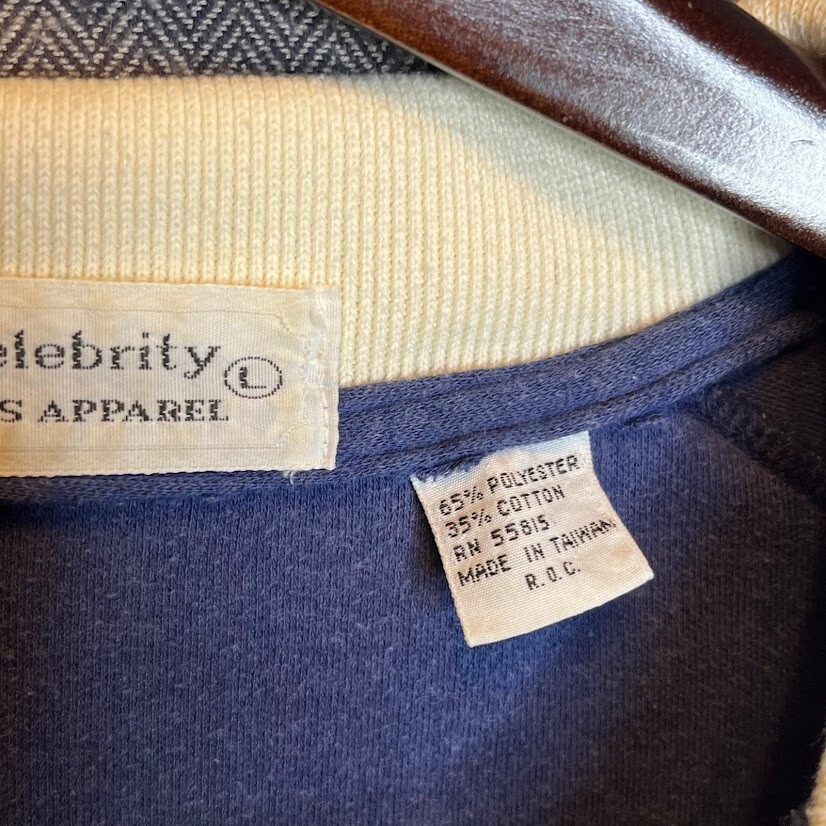 elebrity L
S APPAREL
65% POLYESTER
35% COTTON
RN 55815
MADE IN TAIWAN
R.O.C.